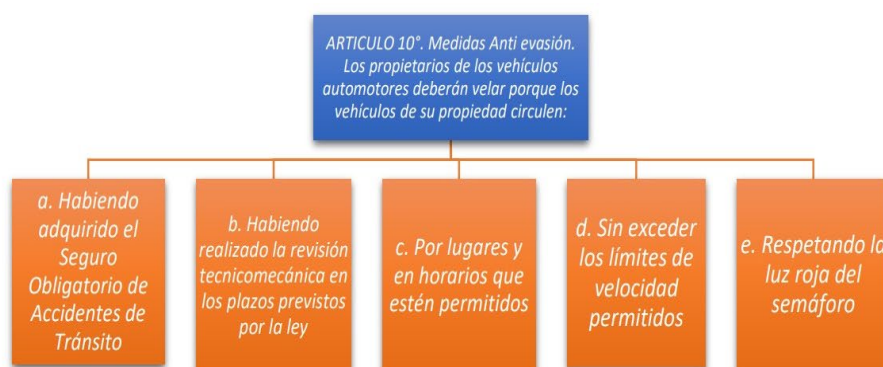 ARTICULO 10°. Medidas Anti evasión.
Los propietarios de los vehículos
automotores deberán velar porque los
vehículos de su propiedad circulen:
a. Habiendo
adquirido el
Seguro
Obligatorio de
Accidentes de
Tránsito
b. Habiendo
realizado la revisión
tecnicomecánica en
los plazos previstos
por la ley
c. Por lugares y
en horarios que
estén permitidos
d. Sin exceder
los límites de
velocidad
permitidos
e. Respetando la
luz roja del
semáforo